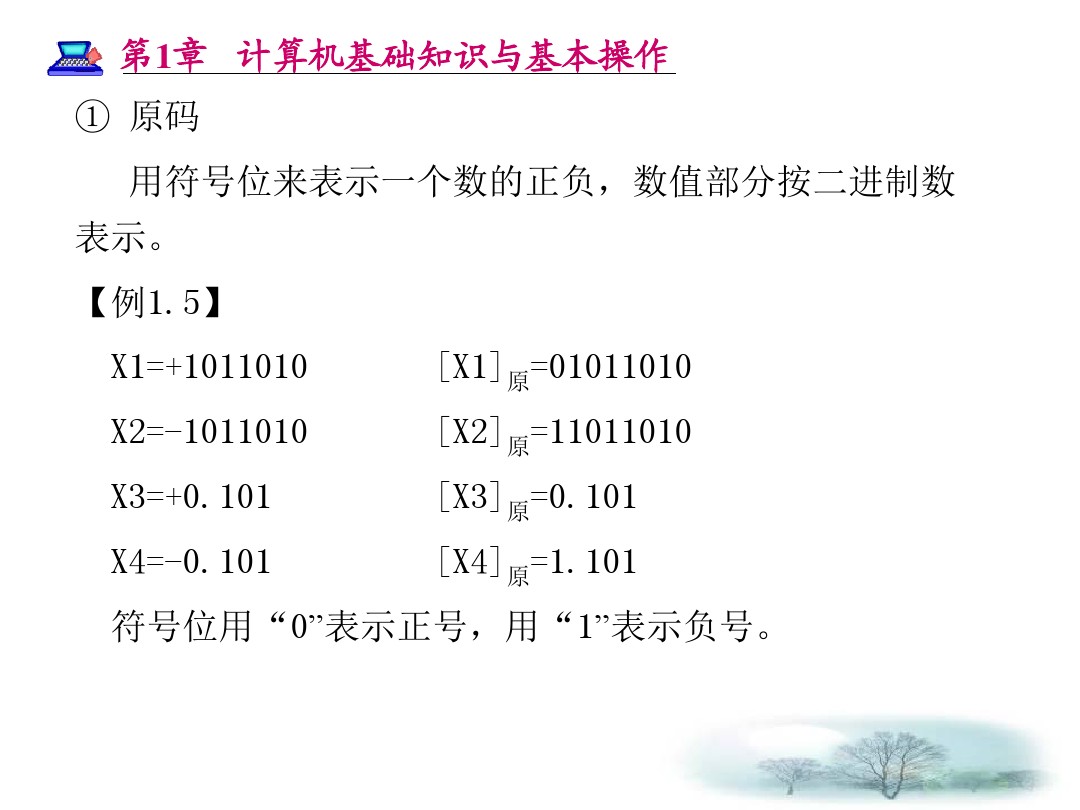 第1章 计算机基础知识与基本操作
① 原码
用符号位来表示一个数的正负，数值部分按二进制数
表示。
【例1.5】
X1=+1011010 [X1]原=01011010
X2=-1011010 [X2]原=11011010
X3=+0.101 [X3]原=0.101
X4=-0.101 [X4]原=1.101
符号位用“0”表示正号，用“1”表示负号。